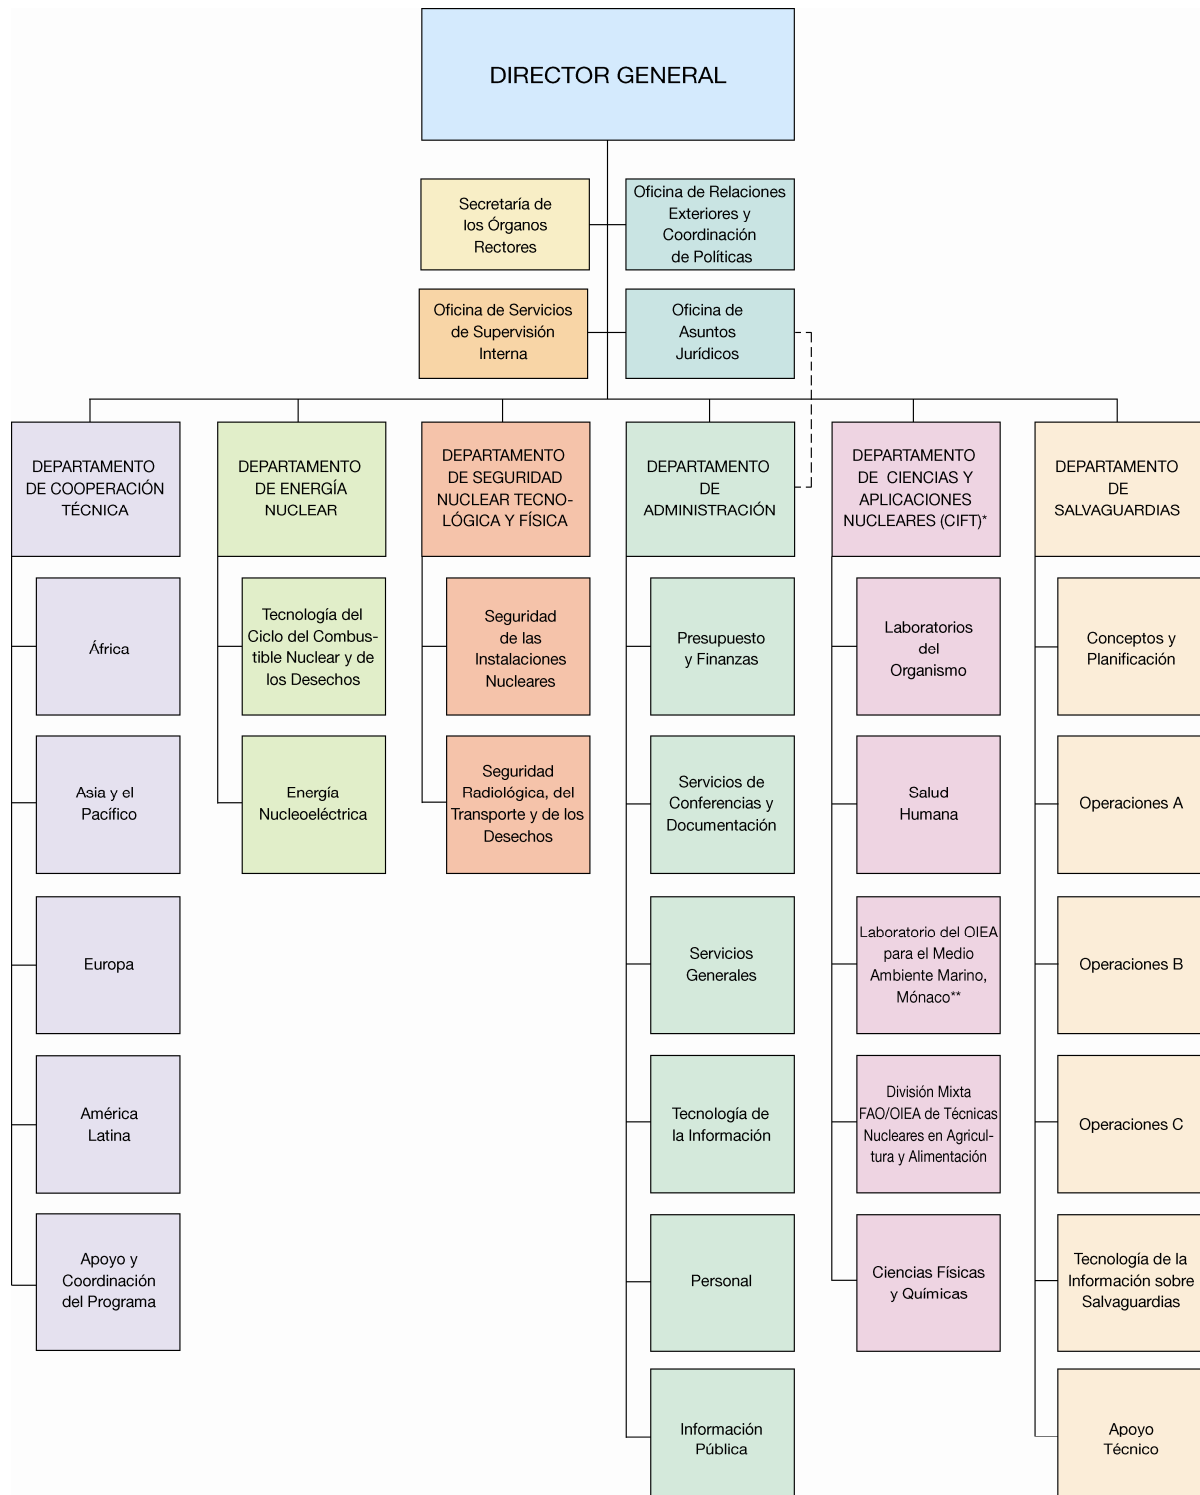 DIRECTOR GENERAL
Secretaría de
los Órganos
Rectores
Oficina de Relaciones
Exteriores y
Coordinación
de Políticas
Oficina de Servicios
de Supervisión
Interna
Oficina de
Asuntos
Jurídicos
DEPARTAMENTO
DE COOPERACIÓN
TÉCNICA
DEPARTAMENTO
DE ENERGÍA
NUCLEAR
DEPARTAMENTO
DE SEGURIDAD
NUCLEAR TECNO-
LÓGICA Y FÍSICA
DEPARTAMENTO
DE
ADMINISTRACIÓN
DEPARTAMENTO
DE CIENCIAS Y
APLICACIONES
NUCLEARES (CIFT)*
DEPARTAMENTO
DE
SALVAGUARDIAS
África
Asia y el
Pacífico
Europa
América
Latina
Apoyo y
Coordinación
del Programa
Tecnología del
Ciclo del Combus-
tible Nuclear y de
los Desechos
Energía
Nucleoeléctrica
Seguridad
de las
Instalaciones
Nucleares
Seguridad
Radiológica, del
Transporte y de los
Desechos
Presupuesto
y Finanzas
Servicios de
Conferencias y
Documentación
Servicios
Generales
Tecnología de
la Información
Personal
Información
Pública
Laboratorios
del
Organismo
Salud
Humana
Laboratorio del OIEA
para el Medio
Ambiente Marino,
Mónaco**
División Mixta
FAO/OIEA de Técnicas
Nucleares en Agricul-
tura y Alimentación
Ciencias Físicas
y Químicas
Conceptos y
Planificación
Operaciones A
Operaciones B
Operaciones C
Tecnología de la
Información sobre
Salvaguardias
Apoyo
Técnico